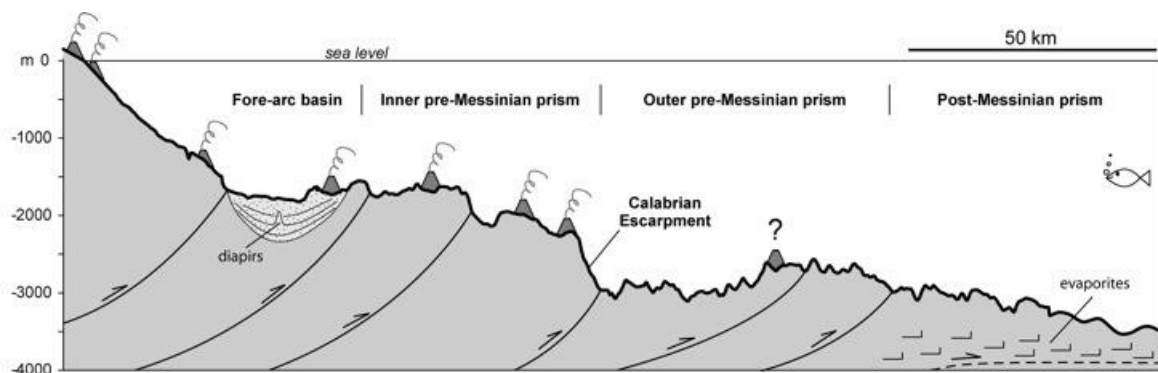 50 km
sea level
m 0
Fore-arc basin
Inner pre-Messinian prism
Outer pre-Messinian prism
Post-Messinian prism
-1000
-2000
Calabrian
Escarpment
?
diapirs
-3000
evaporites
-4000